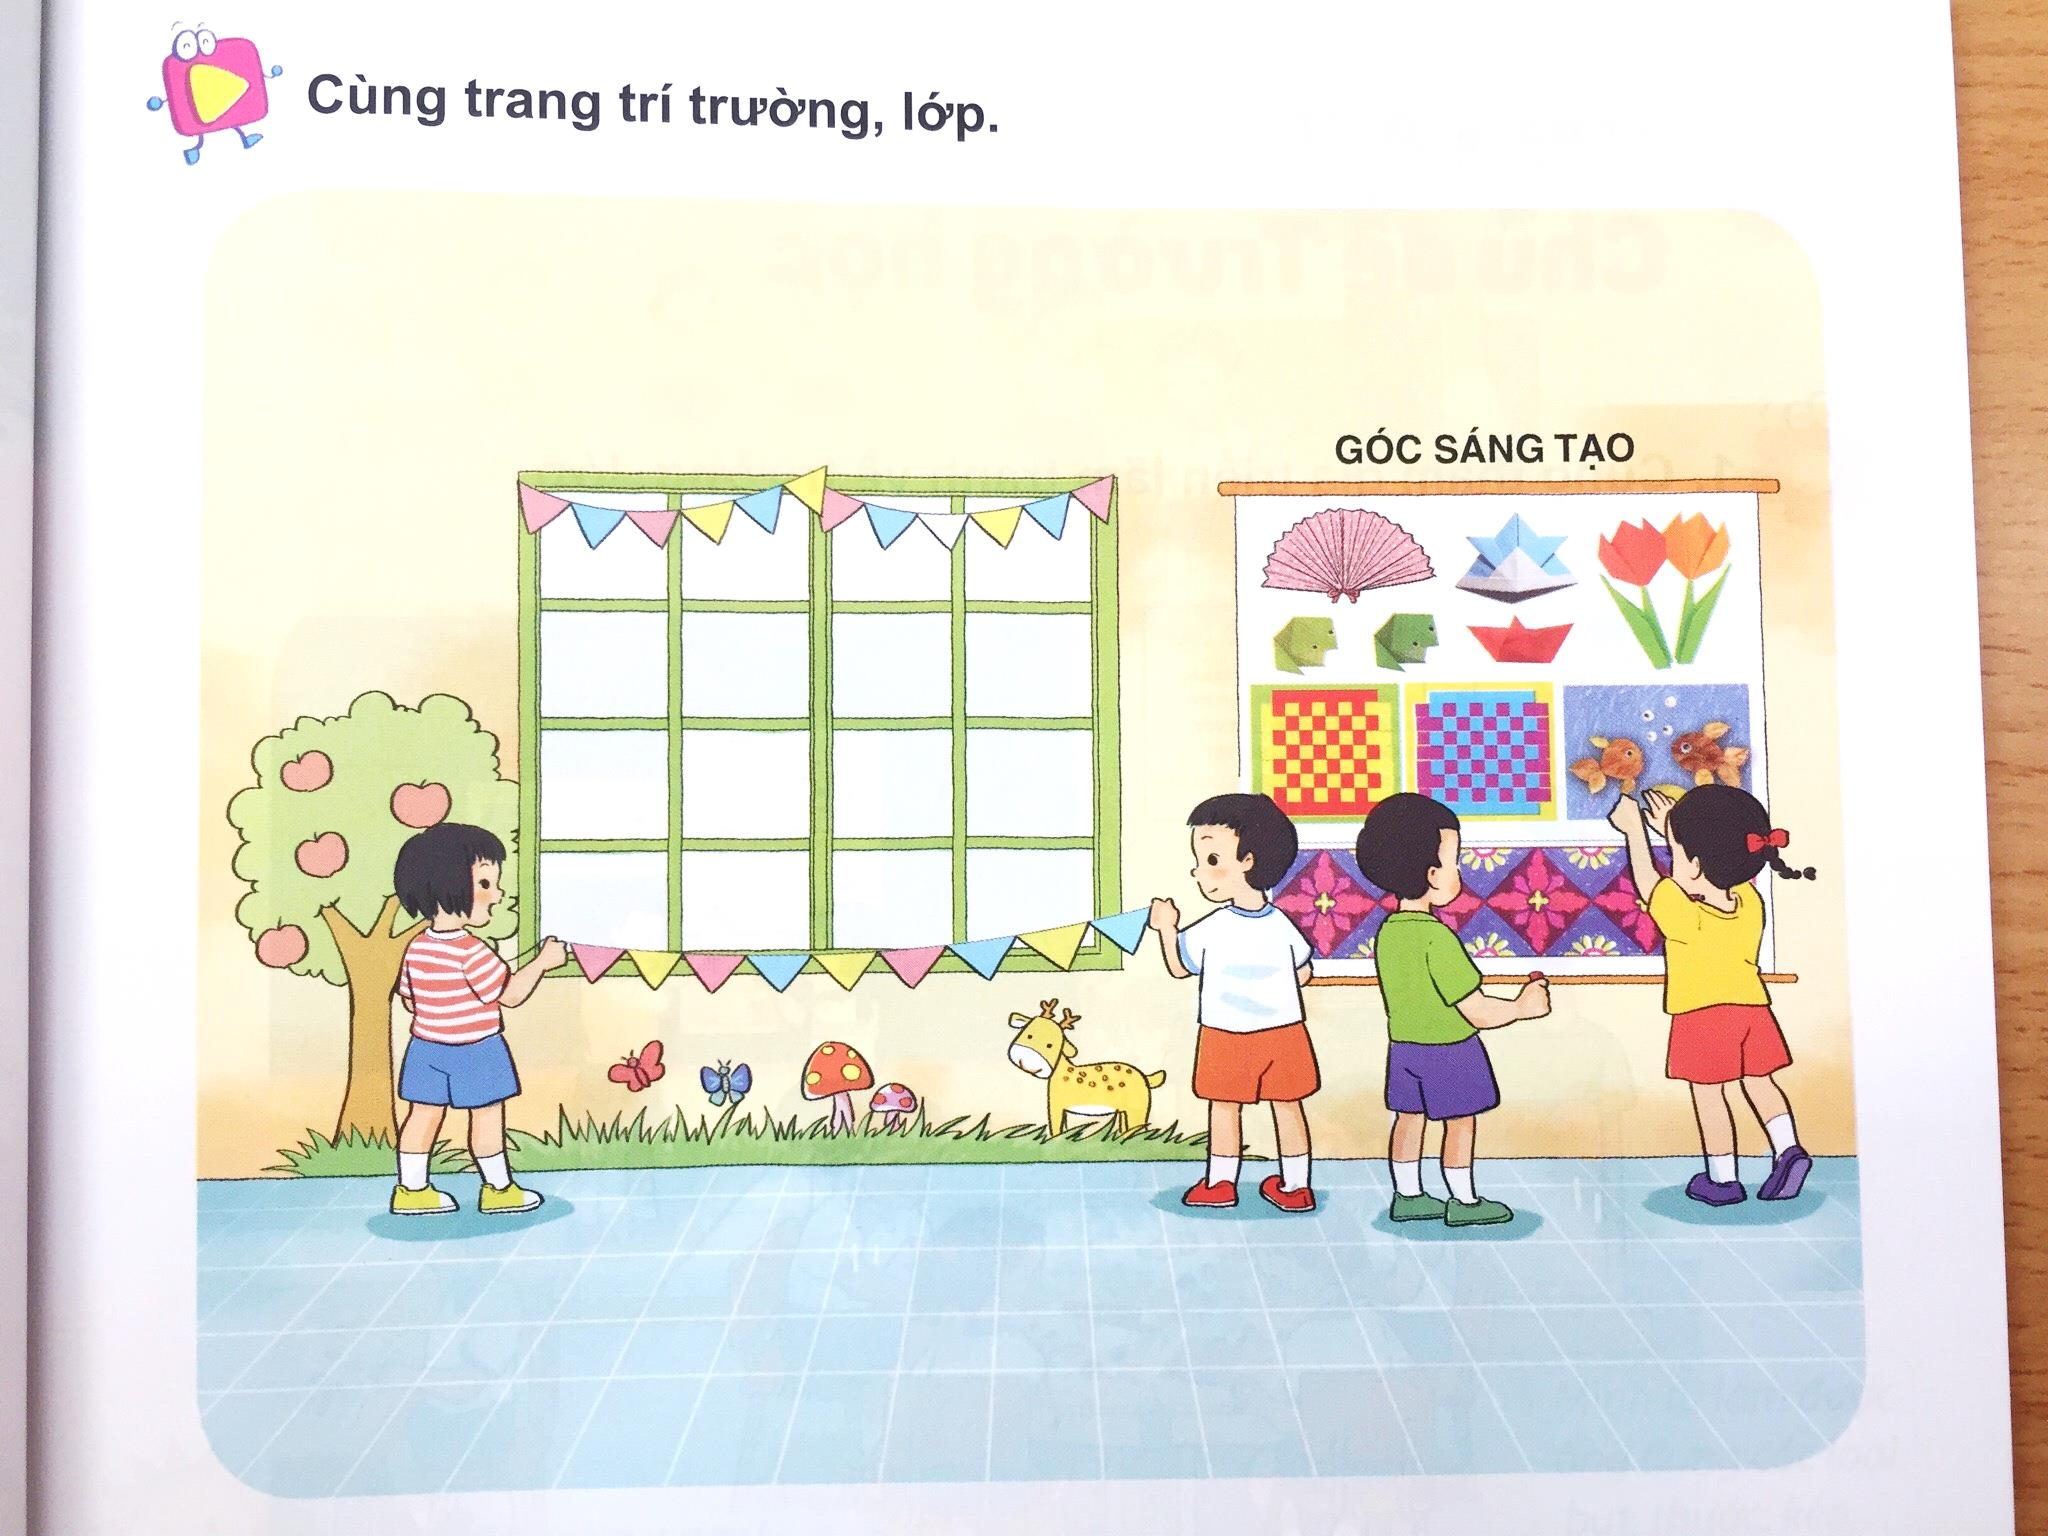 Cùng trang trí trường, lớp.
GÓC SÁNG TẠO